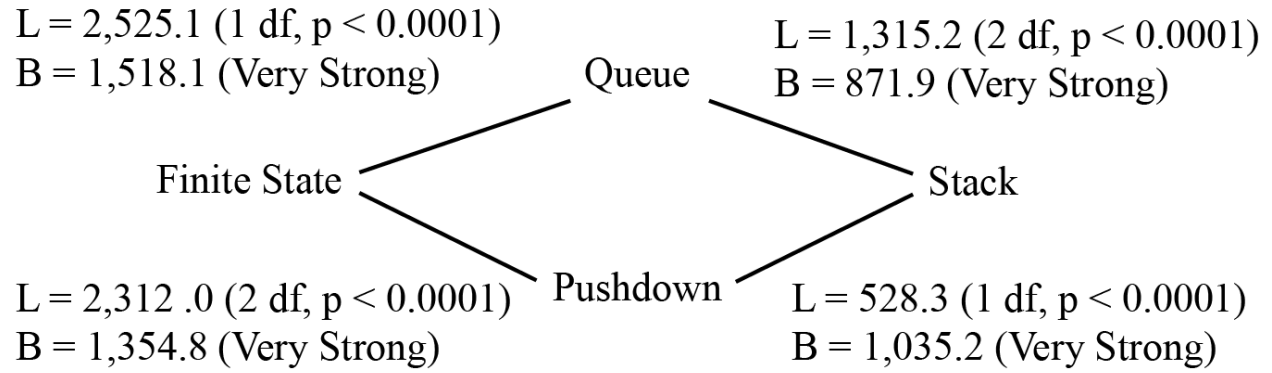 L = 2,525.1 (1 df, p < 0.0001)
B = 1,518.1 (Very Strong)
Queue
L = 1,315.2 (2 df, p < 0.0001)
B = 871.9 (Very Strong)
Finite State
Stack
Pushdown
L = 2,312 .0 (2 df, p < 0.0001)
B = 1,354.8 (Very Strong)
L = 528.3 (1 df, p < 0.0001)
B = 1,035.2 (Very Strong)